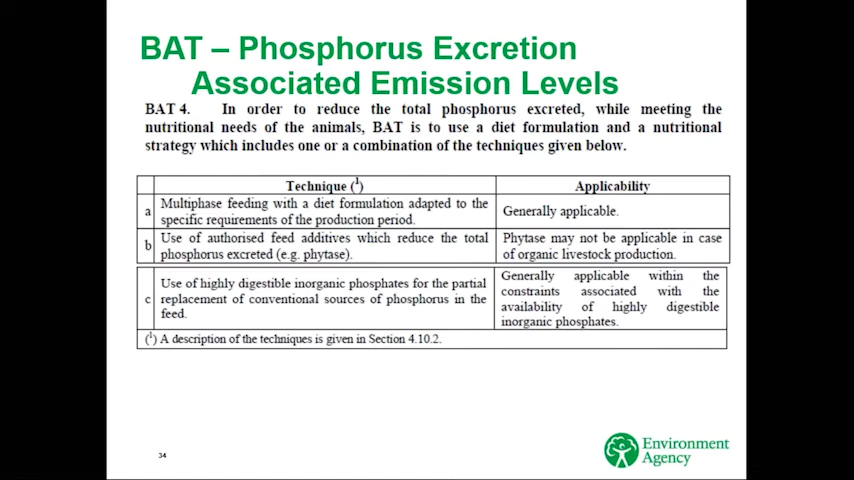 BAT – Phosphorus Excretion
Associated Emission Levels
BAT 4. In order to reduce the total phosphorus excreted, while meeting the
nutritional needs of the animals, BAT is to use a diet formulation and a nutritional
strategy which includes one or a combination of the techniques given below.
Technique (1) Applicability
a Multiphase feeding with a diet formulation adapted to the
specific requirements of the production period.
Generally applicable.
b Use of authorised feed additives which reduce the total
phosphorus excreted (e.g. phytase).
Phytase may not be applicable in case
of organic livestock production.
c Use of highly digestible inorganic phosphates for the partial
replacement of conventional sources of phosphorus in the
feed.
Generally applicable within the
constraints associated with the
availability of highly digestible
inorganic phosphates.
(1) A description of the techniques is given in Section 4.10.2.
34
Environment
Agency